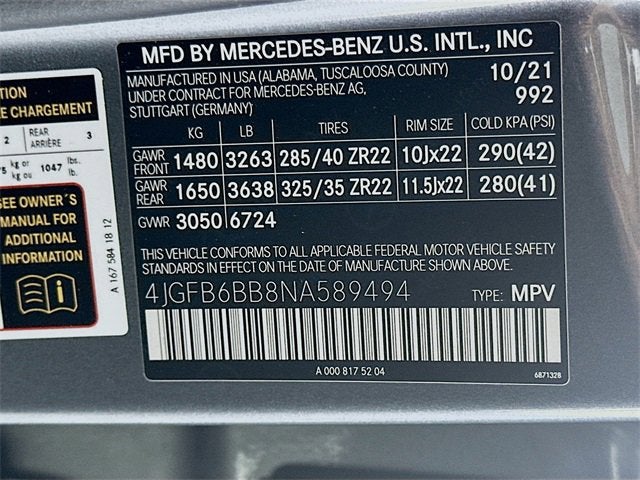 TION
E CHARGEMENT
2 REAR ARRIÈRE 3
5 kg or kg ou 1047 lbs. lb.
SEE OWNER´S
MANUAL FOR
ADDITIONAL
INFORMATION
A 167 584 18 12
MFD BY MERCEDES-BENZ U.S. INTL., INC
MANUFACTURED IN USA (ALABAMA, TUSCALOOSA COUNTY) 10/21
UNDER CONTRACT FOR MERCEDES-BENZ AG, 992
STUTTGART (GERMANY)
KG LB TIRES RIM SIZE COLD KPA (PSI)
GAWR FRONT 1480 3263 285/40 ZR22 10Jx22 290(42)
GAWR REAR 1650 3638 325/35 ZR22 11.5Jx22 280(41)
GVWR 3050 6724
THIS VEHICLE CONFORMS TO ALL APPLICABLE FEDERAL MOTOR VEHICLE SAFETY
STANDARDS IN EFFECT ON THE DATE OF MANUFACTURE SHOWN ABOVE.
4JGFB6BB8NA589494 TYPE: MPV
A 000 817 52 04
6871328